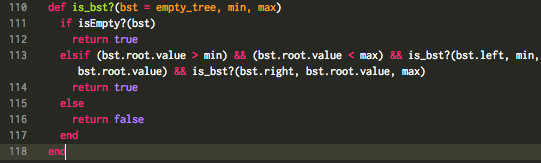 110 def is_bst?(bst = empty_tree, min, max)
111 if isEmpty?(bst)
112 return true
113 elsif (bst.root.value > min) && (bst.root.value < max) && is_bst?(bst.left, min,
bst.root.value) && is_bst?(bst.right, bst.root.value, max)
114 return true
115 else
116 return false
117 end
118 end